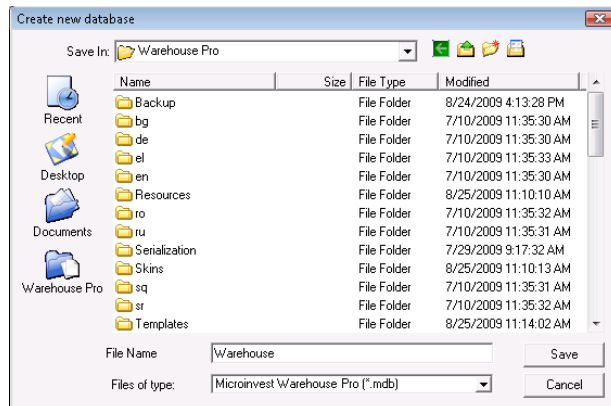 Create new database
Save In: Warehouse Pro
Name Size File Type Modified
Backup File Folder 8/24/2009 4:13:28 PM
bg File Folder 7/10/2009 11:35:30 AM
de File Folder 7/10/2009 11:35:30 AM
el File Folder 7/10/2009 11:35:33 AM
en File Folder 7/10/2009 11:35:30 AM
Resources File Folder 8/25/2009 11:10:10 AM
ro File Folder 7/10/2009 11:35:32 AM
ru File Folder 7/10/2009 11:35:31 AM
Serialization File Folder 7/29/2009 9:17:32 AM
Skins File Folder 8/25/2009 11:10:13 AM
sq File Folder 7/10/2009 11:35:31 AM
sr File Folder 7/10/2009 11:35:32 AM
Templates File Folder 8/25/2009 11:14:02 AM
Recent
Desktop
Documents
Warehouse Pro
File Name Warehouse Save
Files of type: Microinvest Warehouse Pro (*.mdb) Cancel